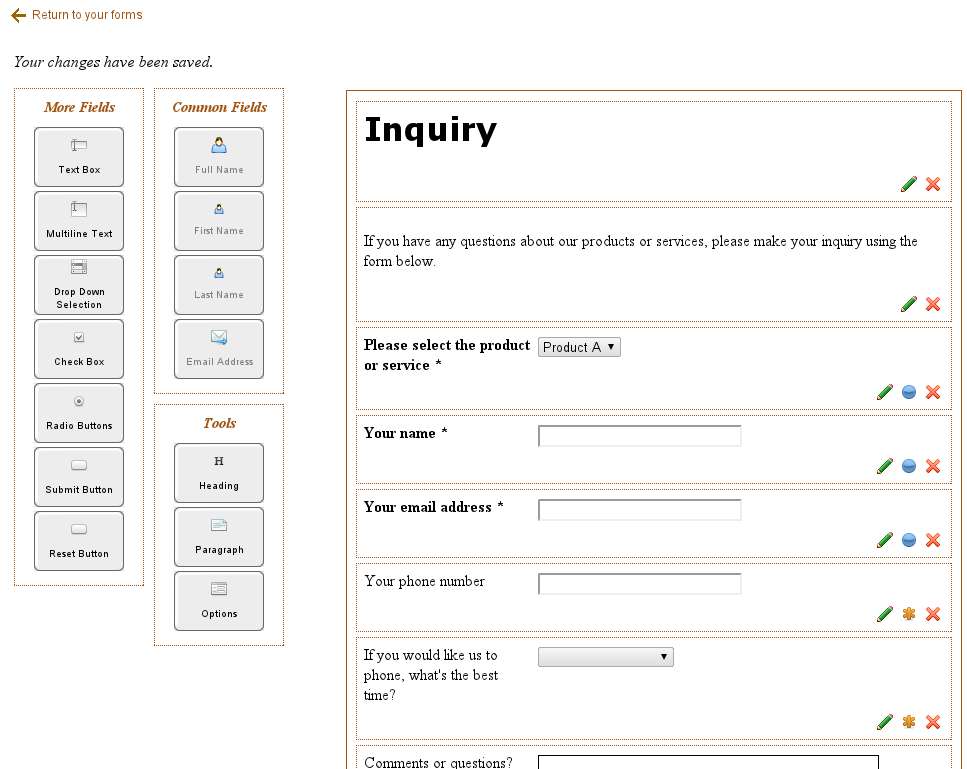 Return to your forms
Your changes have been saved.
More Fields
Text Box
Multiline Text
Drop Down
Selection
Check Box
Radio Buttons
Submit Button
Reset Button
Common Fields
Full Name
First Name
Last Name
Email Address
Tools
H
Heading
Paragraph
Options
Inquiry
If you have any questions about our products or services, please make your inquiry using the
form below.
Please select the product
or service *
Product A
Your name *
Your email address *
Your phone number
If you would like us to
phone, what's the best
time?
Comments or questions?